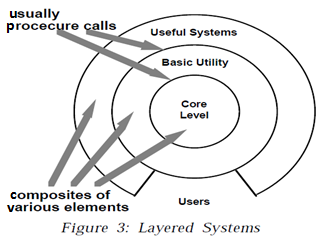 usually
procecure calls
Useful Systems
Basic Utility
Core
Level
composites of
various elements
Users
Figure 3: Layered Systems